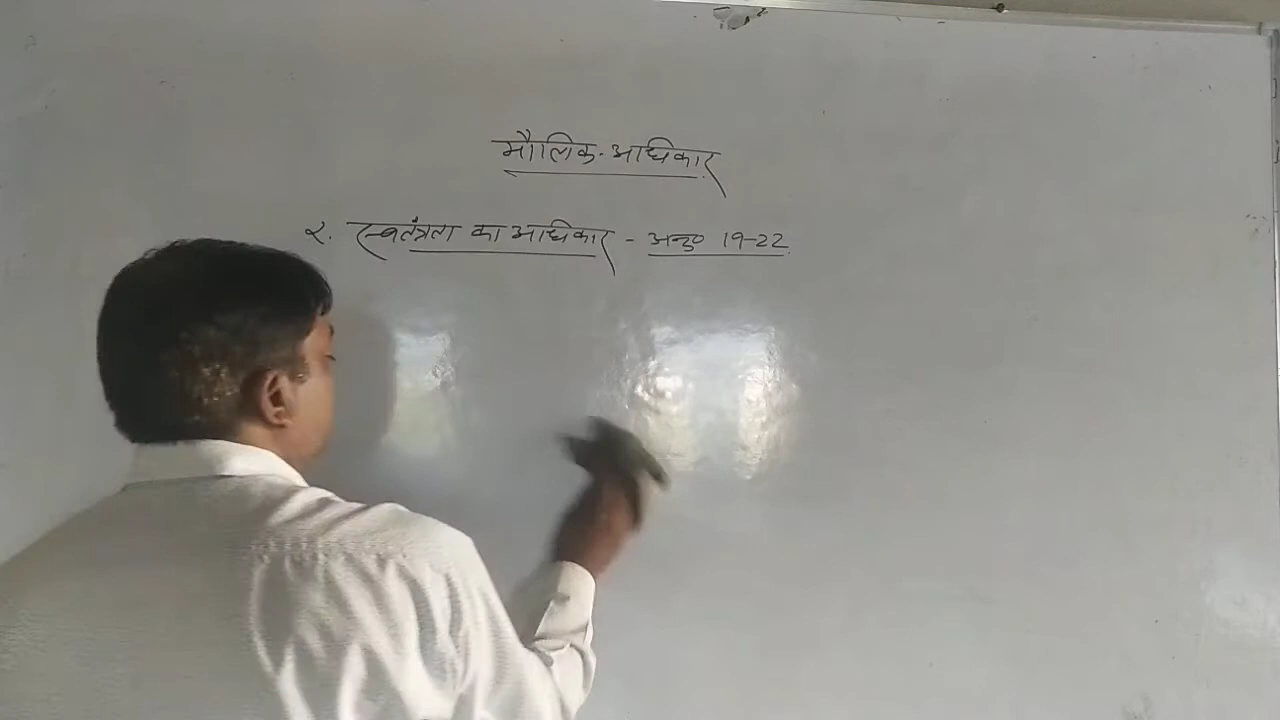 मौलिक-अधिकार
२. स्वतंत्रता का अधिकार - अनु० 19-22